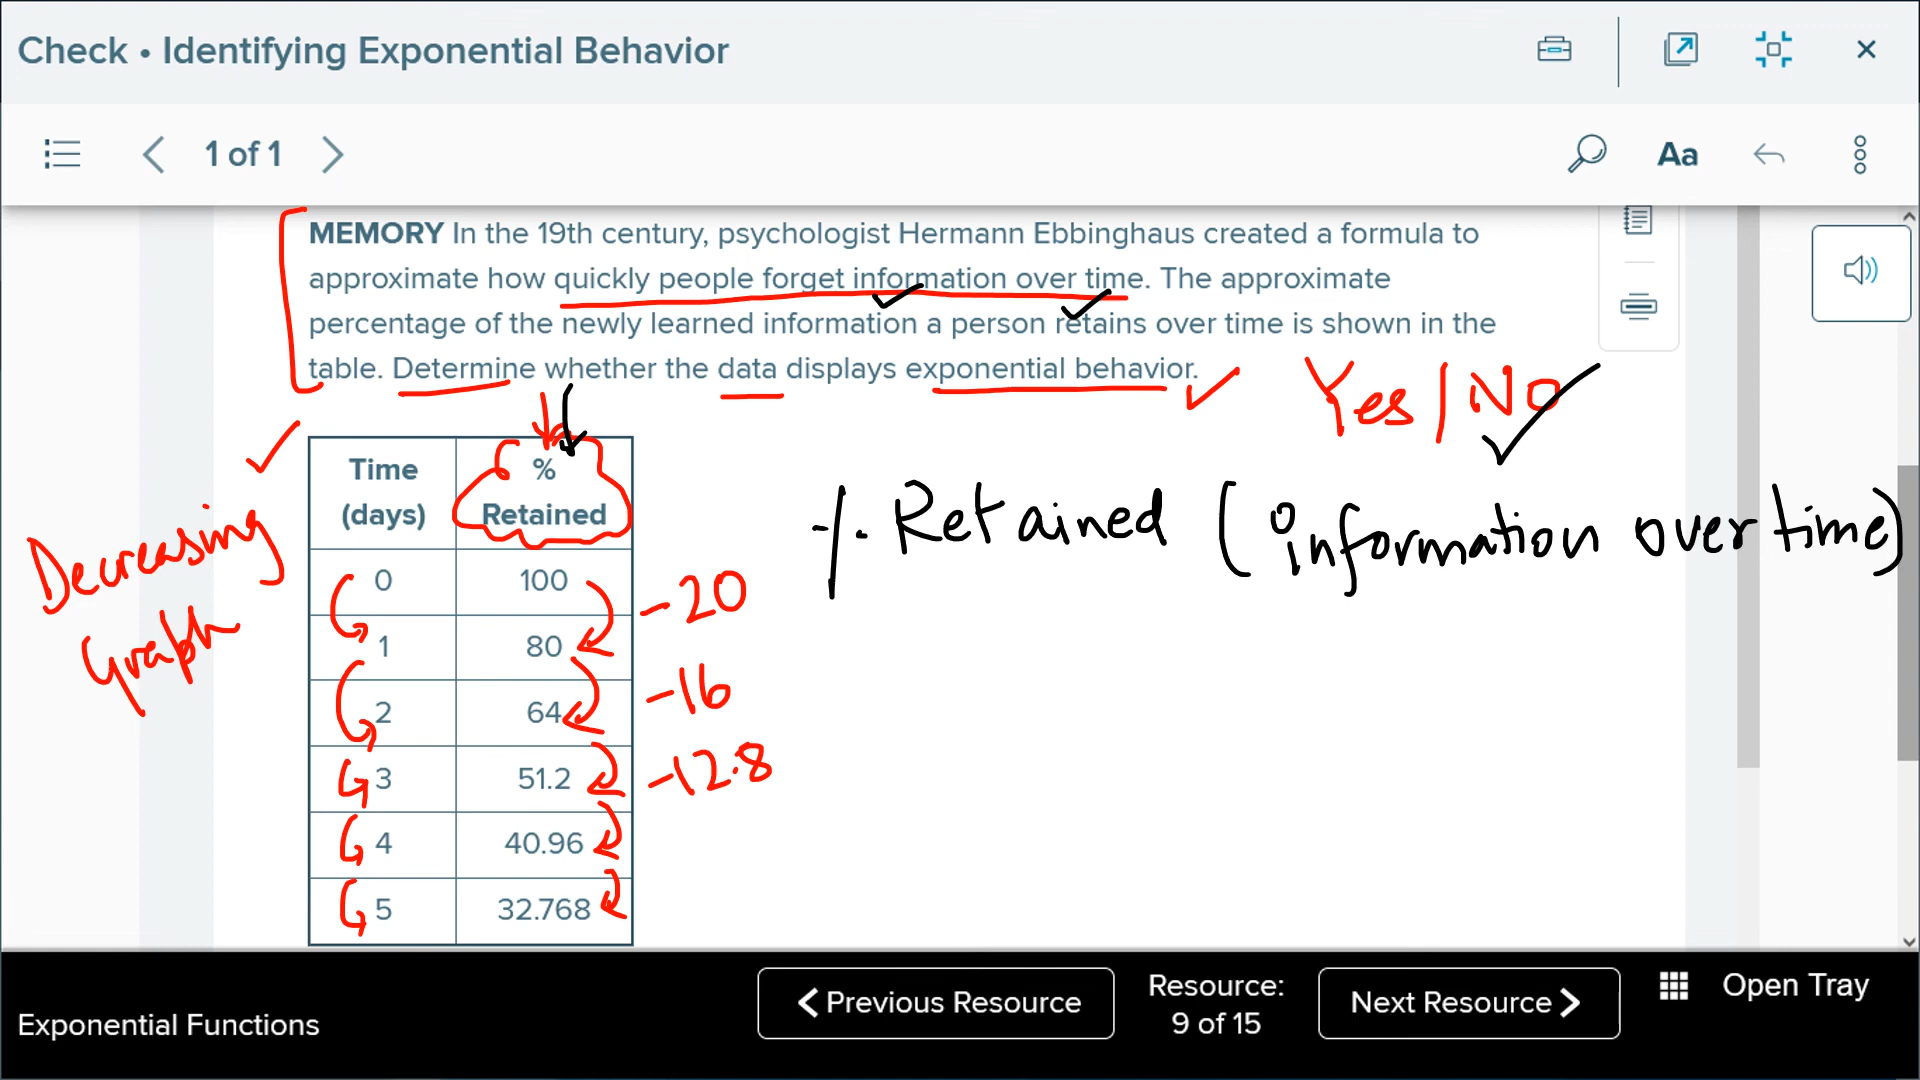 Check • Identifying Exponential Behavior
1 of 1
Aa
MEMORY In the 19th century, psychologist Hermann Ebbinghaus created a formula to
approximate how quickly people forget information over time. The approximate
percentage of the newly learned information a person retains over time is shown in the
table. Determine whether the data displays exponential behavior.
Yes / No
Decreasing
Graph
Time
(days)
%
Retained
0 100
1 80
2 64
3 51.2
4 40.96
5 32.768
-20
-16
-12.8
% Retained (information over time)
Exponential Functions
Previous Resource
Resource:
9 of 15
Next Resource
Open Tray